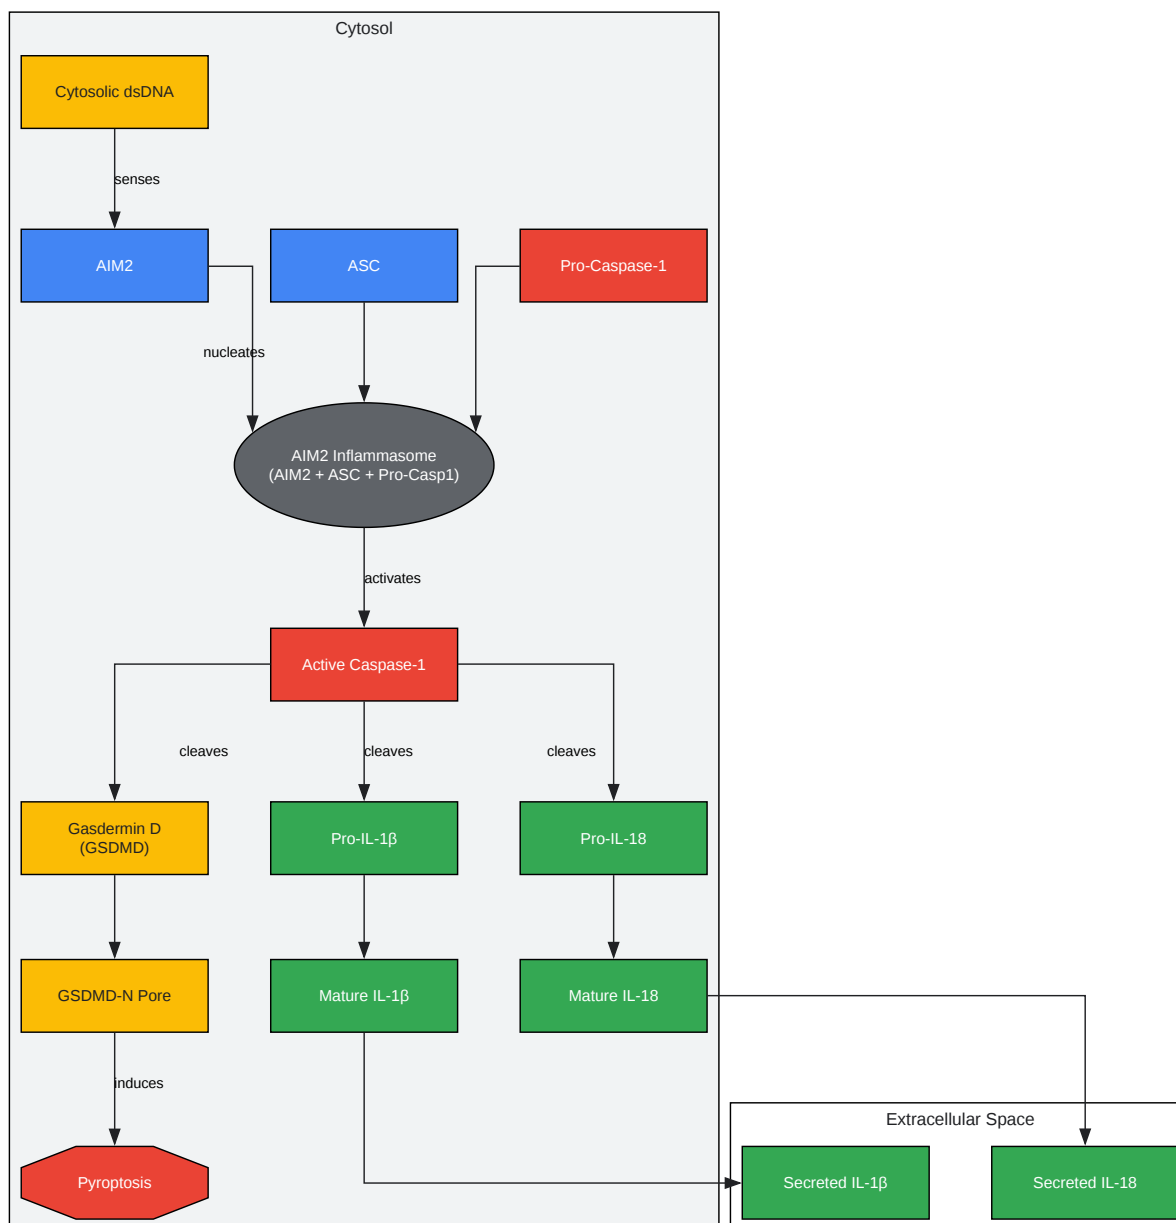 Cytosol
Cytosolic dsDNA
senses
AIM2
ASC
Pro-Caspase-1
nucleates
AIM2 Inflammasome
(AIM2 + ASC + Pro-Casp1)
activates
Active Caspase-1
cleaves
cleaves
cleaves
Gasdermin D
(GSDMD)
Pro-IL-1β
Pro-IL-18
GSDMD-N Pore
Mature IL-1β
Mature IL-18
induces
Extracellular Space
Pyroptosis
Secreted IL-1β
Secreted IL-18